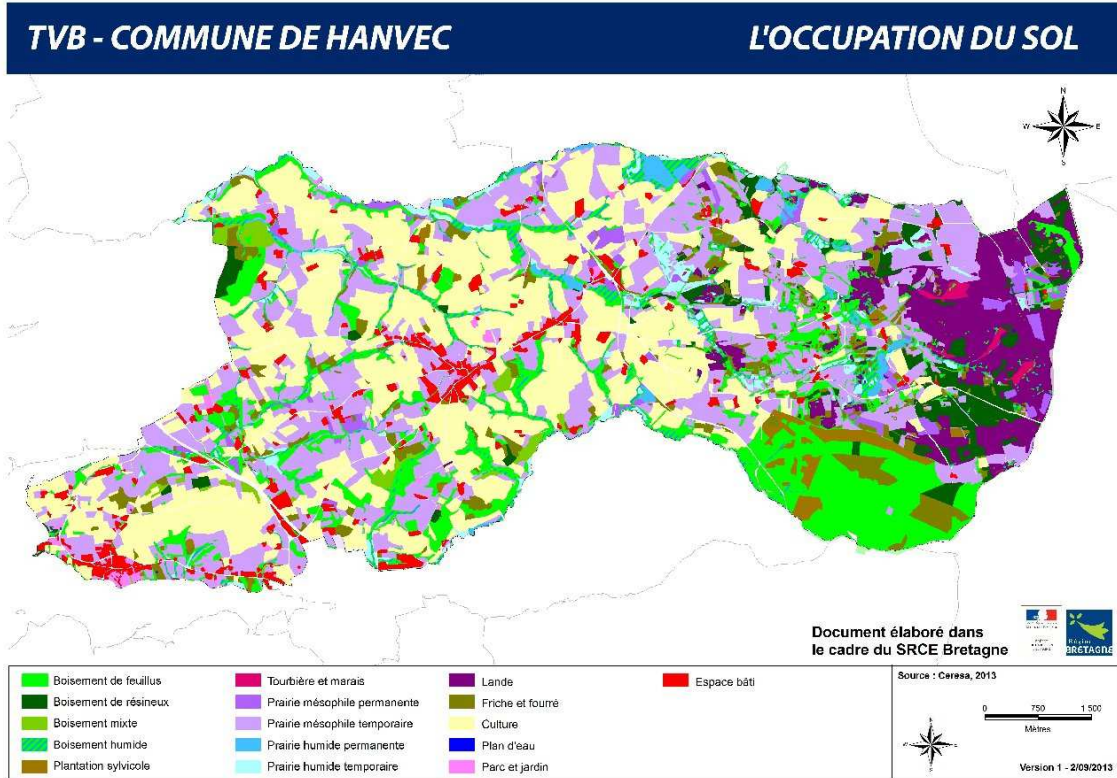 TVB - COMMUNE DE HANVEC
L'OCCUPATION DU SOL
N
W E
S
Document élaboré dans
le cadre du SRCE Bretagne
Région
BRETAGNE
Boisement de feuillus
Boisement de résineux
Boisement mixte
Boisement humide
Plantation sylvicole
Tourbière et marais
Prairie mésophile permanente
Prairie mésophile temporaire
Prairie humide permanente
Prairie humide temporaire
Lande
Friche et fourré
Culture
Plan d'eau
Parc et jardin
Espace bâti
Source : Ceresa, 2013
0 750 1 500
Mètres
N
W E
S
Version 1 - 2/09/2013